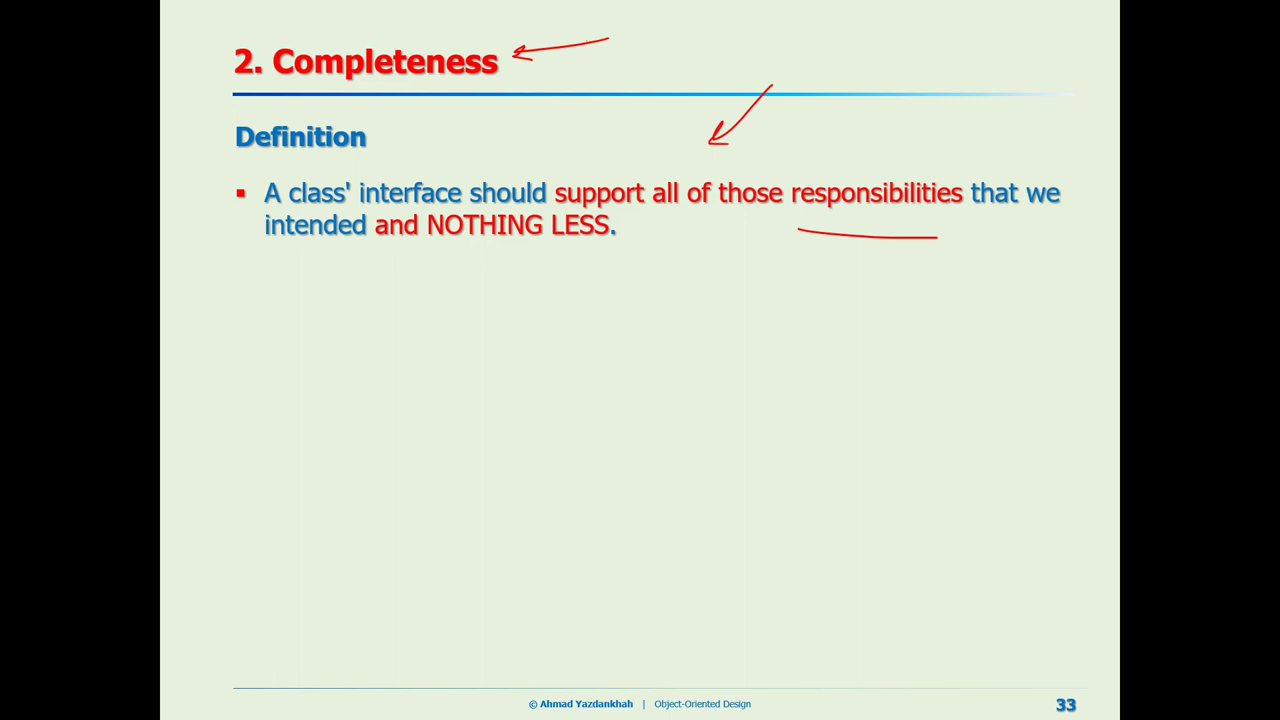 2. Completeness
Definition
▪ A class' interface should support all of those responsibilities that we
intended and NOTHING LESS.
© Ahmad Yazdankhah | Object-Oriented Design
33